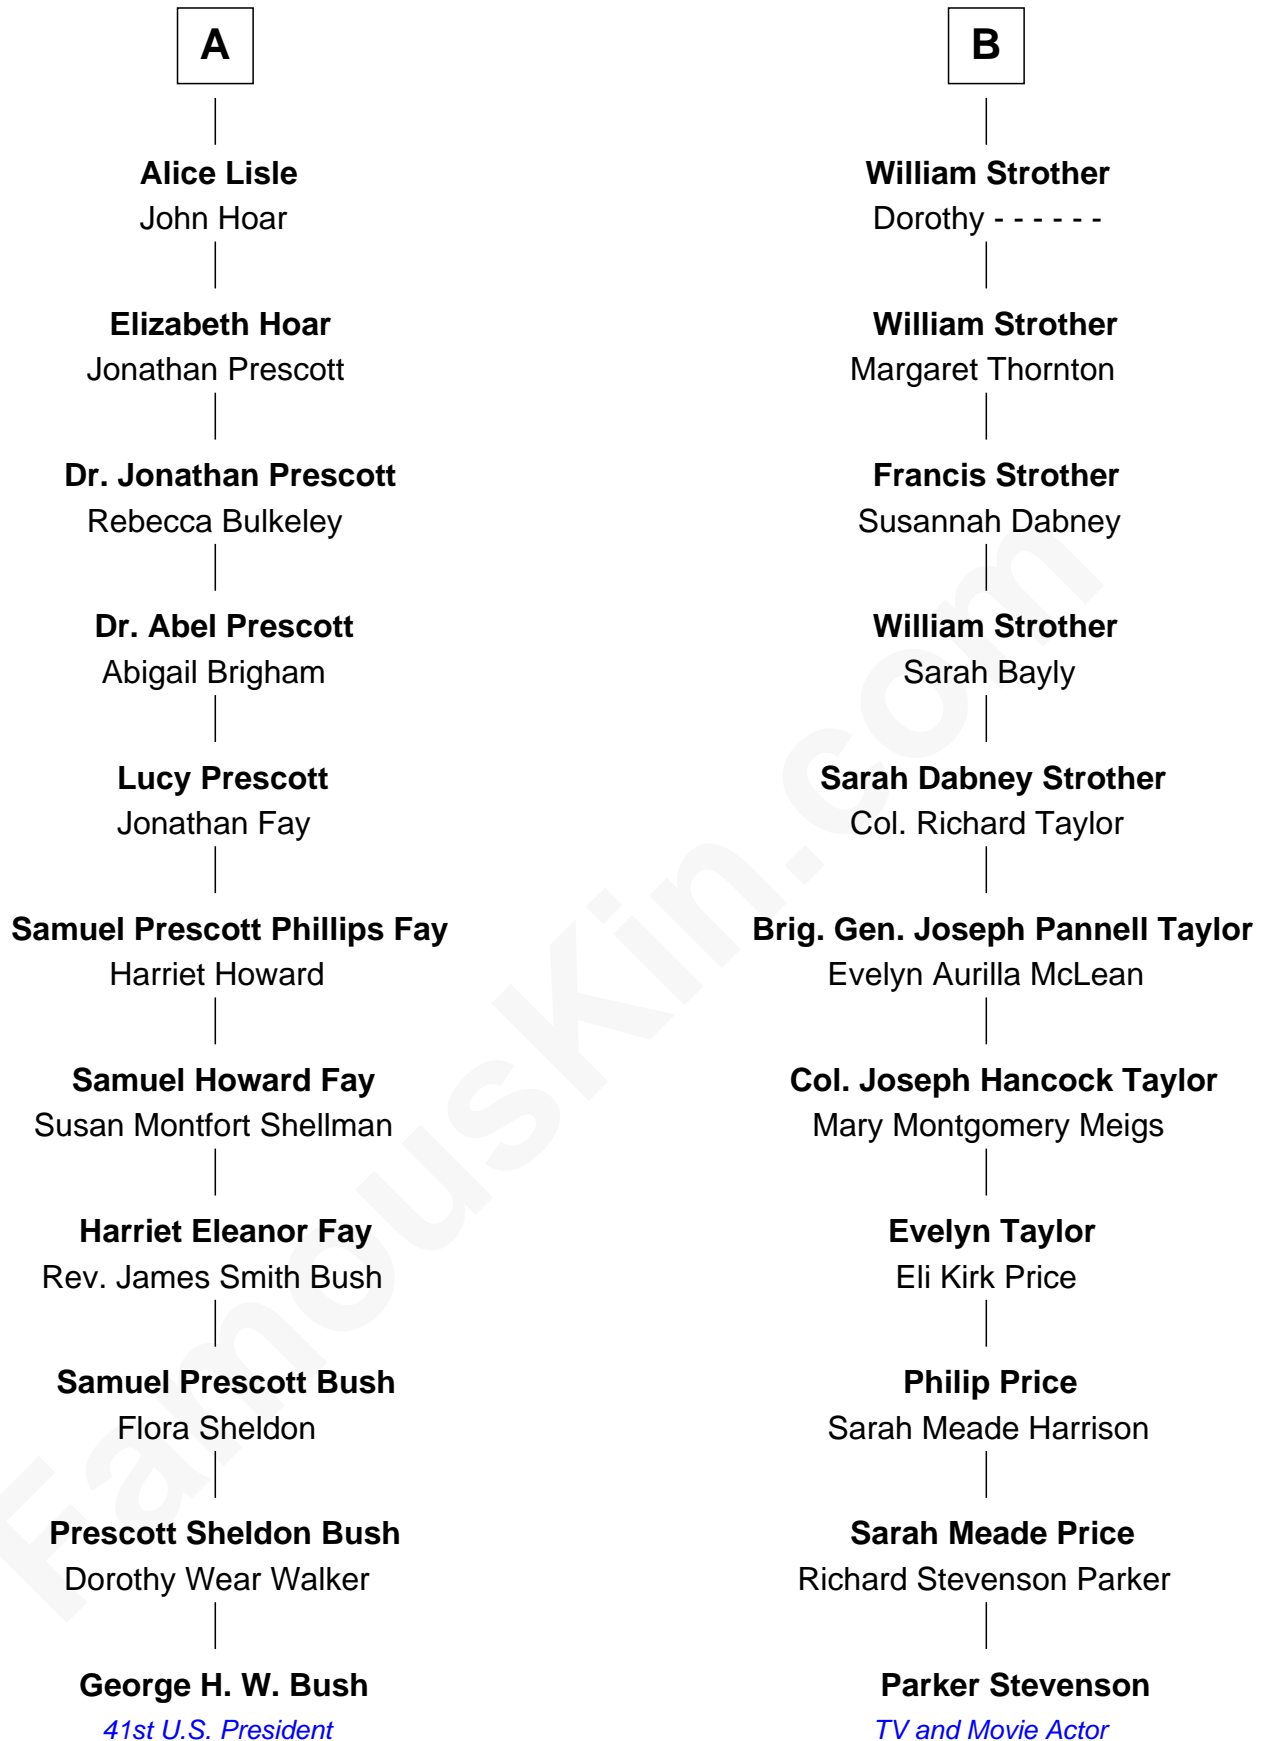 A
Alice Lisle
John Hoar
Elizabeth Hoar
Jonathan Prescott
Dr. Jonathan Prescott
Rebecca Bulkeley
Dr. Abel Prescott
Abigail Brigham
Lucy Prescott
Jonathan Fay
Samuel Prescott Phillips Fay
Harriet Howard
Samuel Howard Fay
Susan Montfort Shellman
Harriet Eleanor Fay
Rev. James Smith Bush
Samuel Prescott Bush
Flora Sheldon
Prescott Sheldon Bush
Dorothy Wear Walker
George H. W. Bush
41st U.S. President
B
William Strother
Dorothy - - - - - -
William Strother
Margaret Thornton
Francis Strother
Susannah Dabney
William Strother
Sarah Bayly
Sarah Dabney Strother
Col. Richard Taylor
Brig. Gen. Joseph Pannell Taylor
Evelyn Aurilla McLean
Col. Joseph Hancock Taylor
Mary Montgomery Meigs
Evelyn Taylor
Eli Kirk Price
Philip Price
Sarah Meade Harrison
Sarah Meade Price
Richard Stevenson Parker
Parker Stevenson
TV and Movie Actor
FamousKin.com